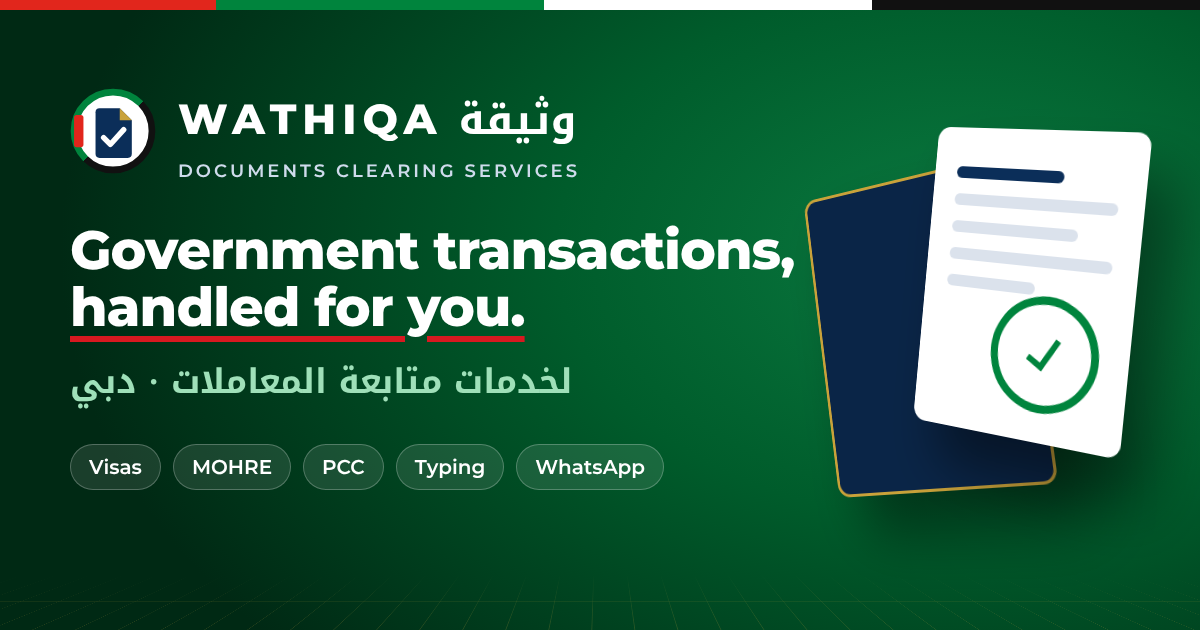 WATHIQA وثيقة
DOCUMENTS CLEARING SERVICES
Government transactions,
handled for you.
لخدمات متابعة المعاملات · دبي
Visas
MOHRE
PCC
Typing
WhatsApp